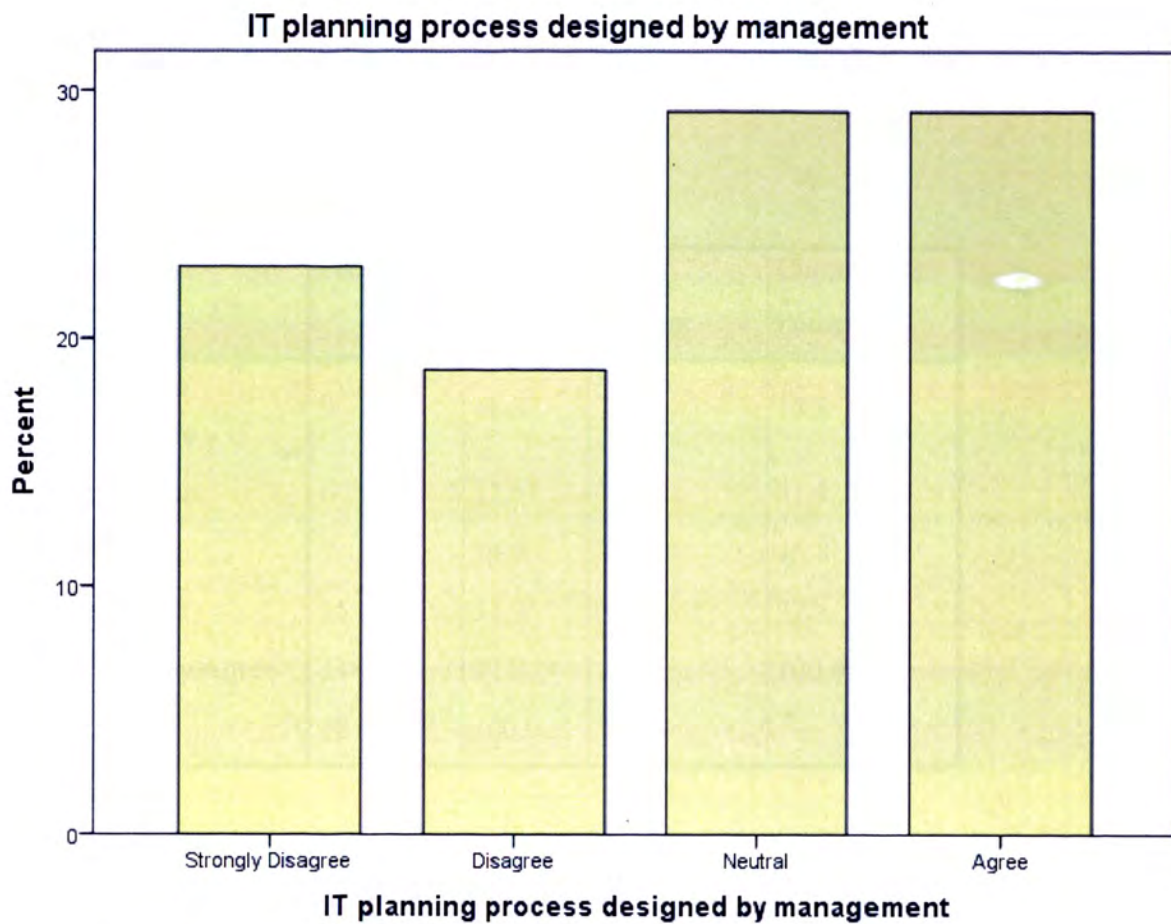 IT planning process designed by management
30
20
10
0
Percent
Strongly Disagree
Disagree
Neutral
Agree
IT planning process designed by management